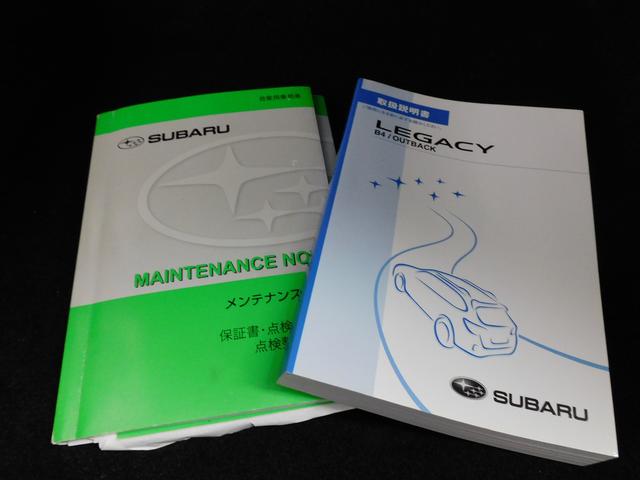 SUBARU
MAINTENANCE NO
メンテナンス
保証書・点検
点検整
取扱説明書
LEGACY
B4 / OUTBACK
SUBARU